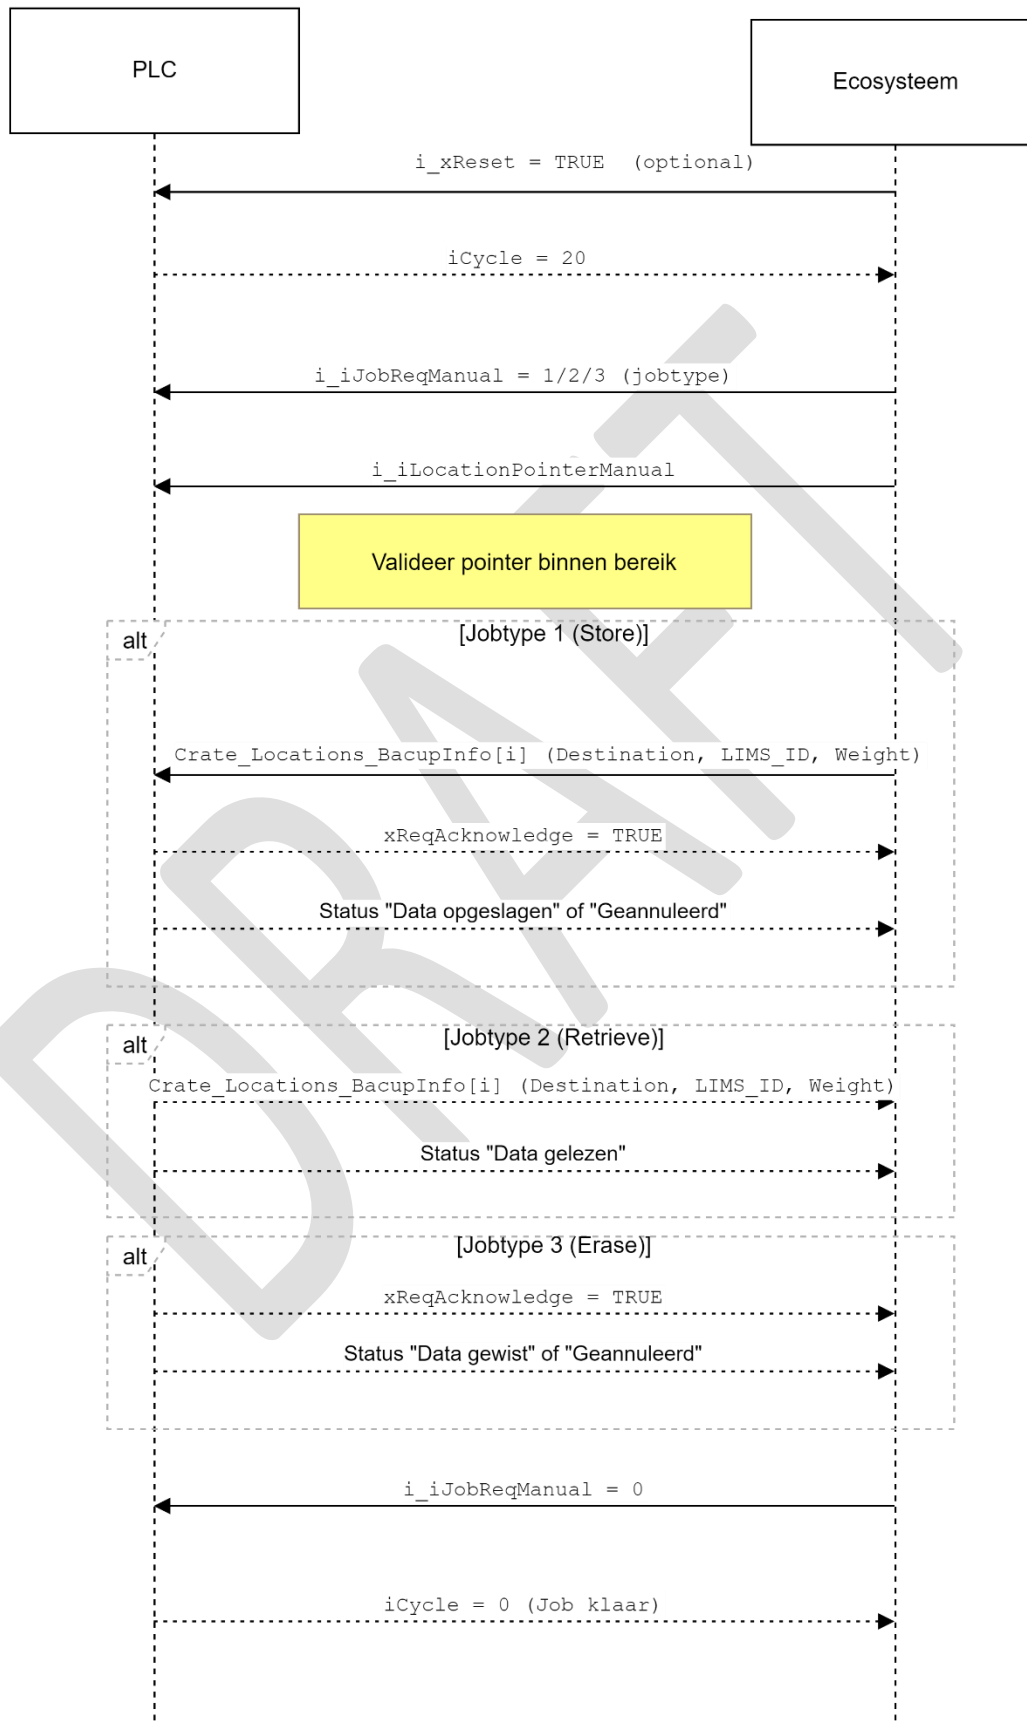 PLC
Ecosysteem
i_xReset = TRUE  (optional)
iCycle = 20
i_iJobReqManual = 1/2/3 (jobtype)
i_iLocationPointerManual
Valideer pointer binnen bereik
alt
[Jobtype 1 (Store)]
Crate_Locations_BacupInfo[i] (Destination, LIMS_ID, Weight)
xReqAcknowledge = TRUE
Status "Data opgeslagen" of "Geannuleerd"
alt
[Jobtype 2 (Retrieve)]
Crate_Locations_BacupInfo[i] (Destination, LIMS_ID, Weight)
Status "Data gelezen"
alt
[Jobtype 3 (Erase)]
xReqAcknowledge = TRUE
Status "Data gewist" of "Geannuleerd"
i_iJobReqManual = 0
iCycle = 0 (Job klaar)
DRAFT